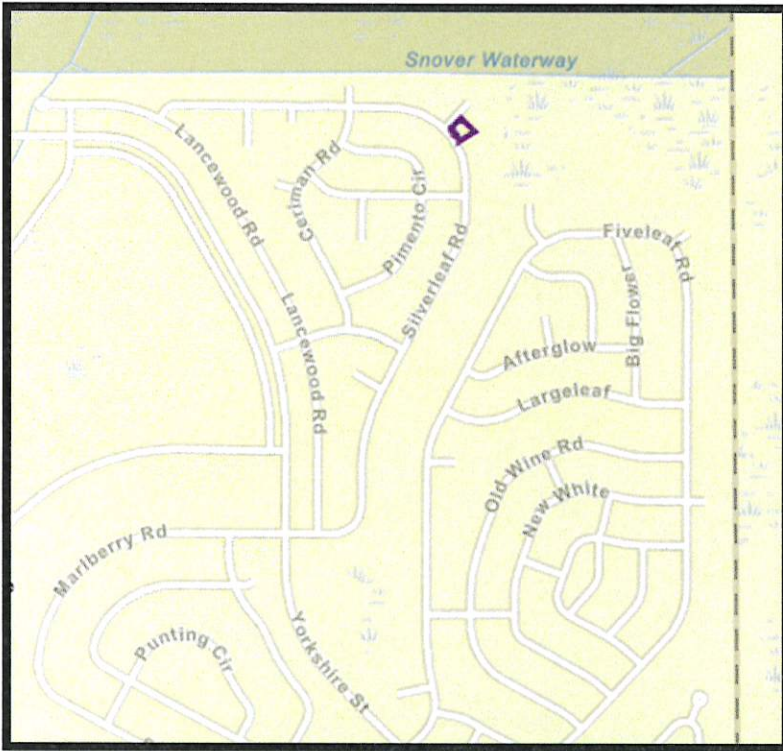 Snover Waterway
Lancewood Rd
Cerriman Rd
Pimento Cir
Silverleaf Rd
Fiveleaf Rd
Big Flower
Lancewood Rd
Afterglow
Largeleaf
Old Wine Rd
New White
Marlberry Rd
Punting Cir
Yorkshire St